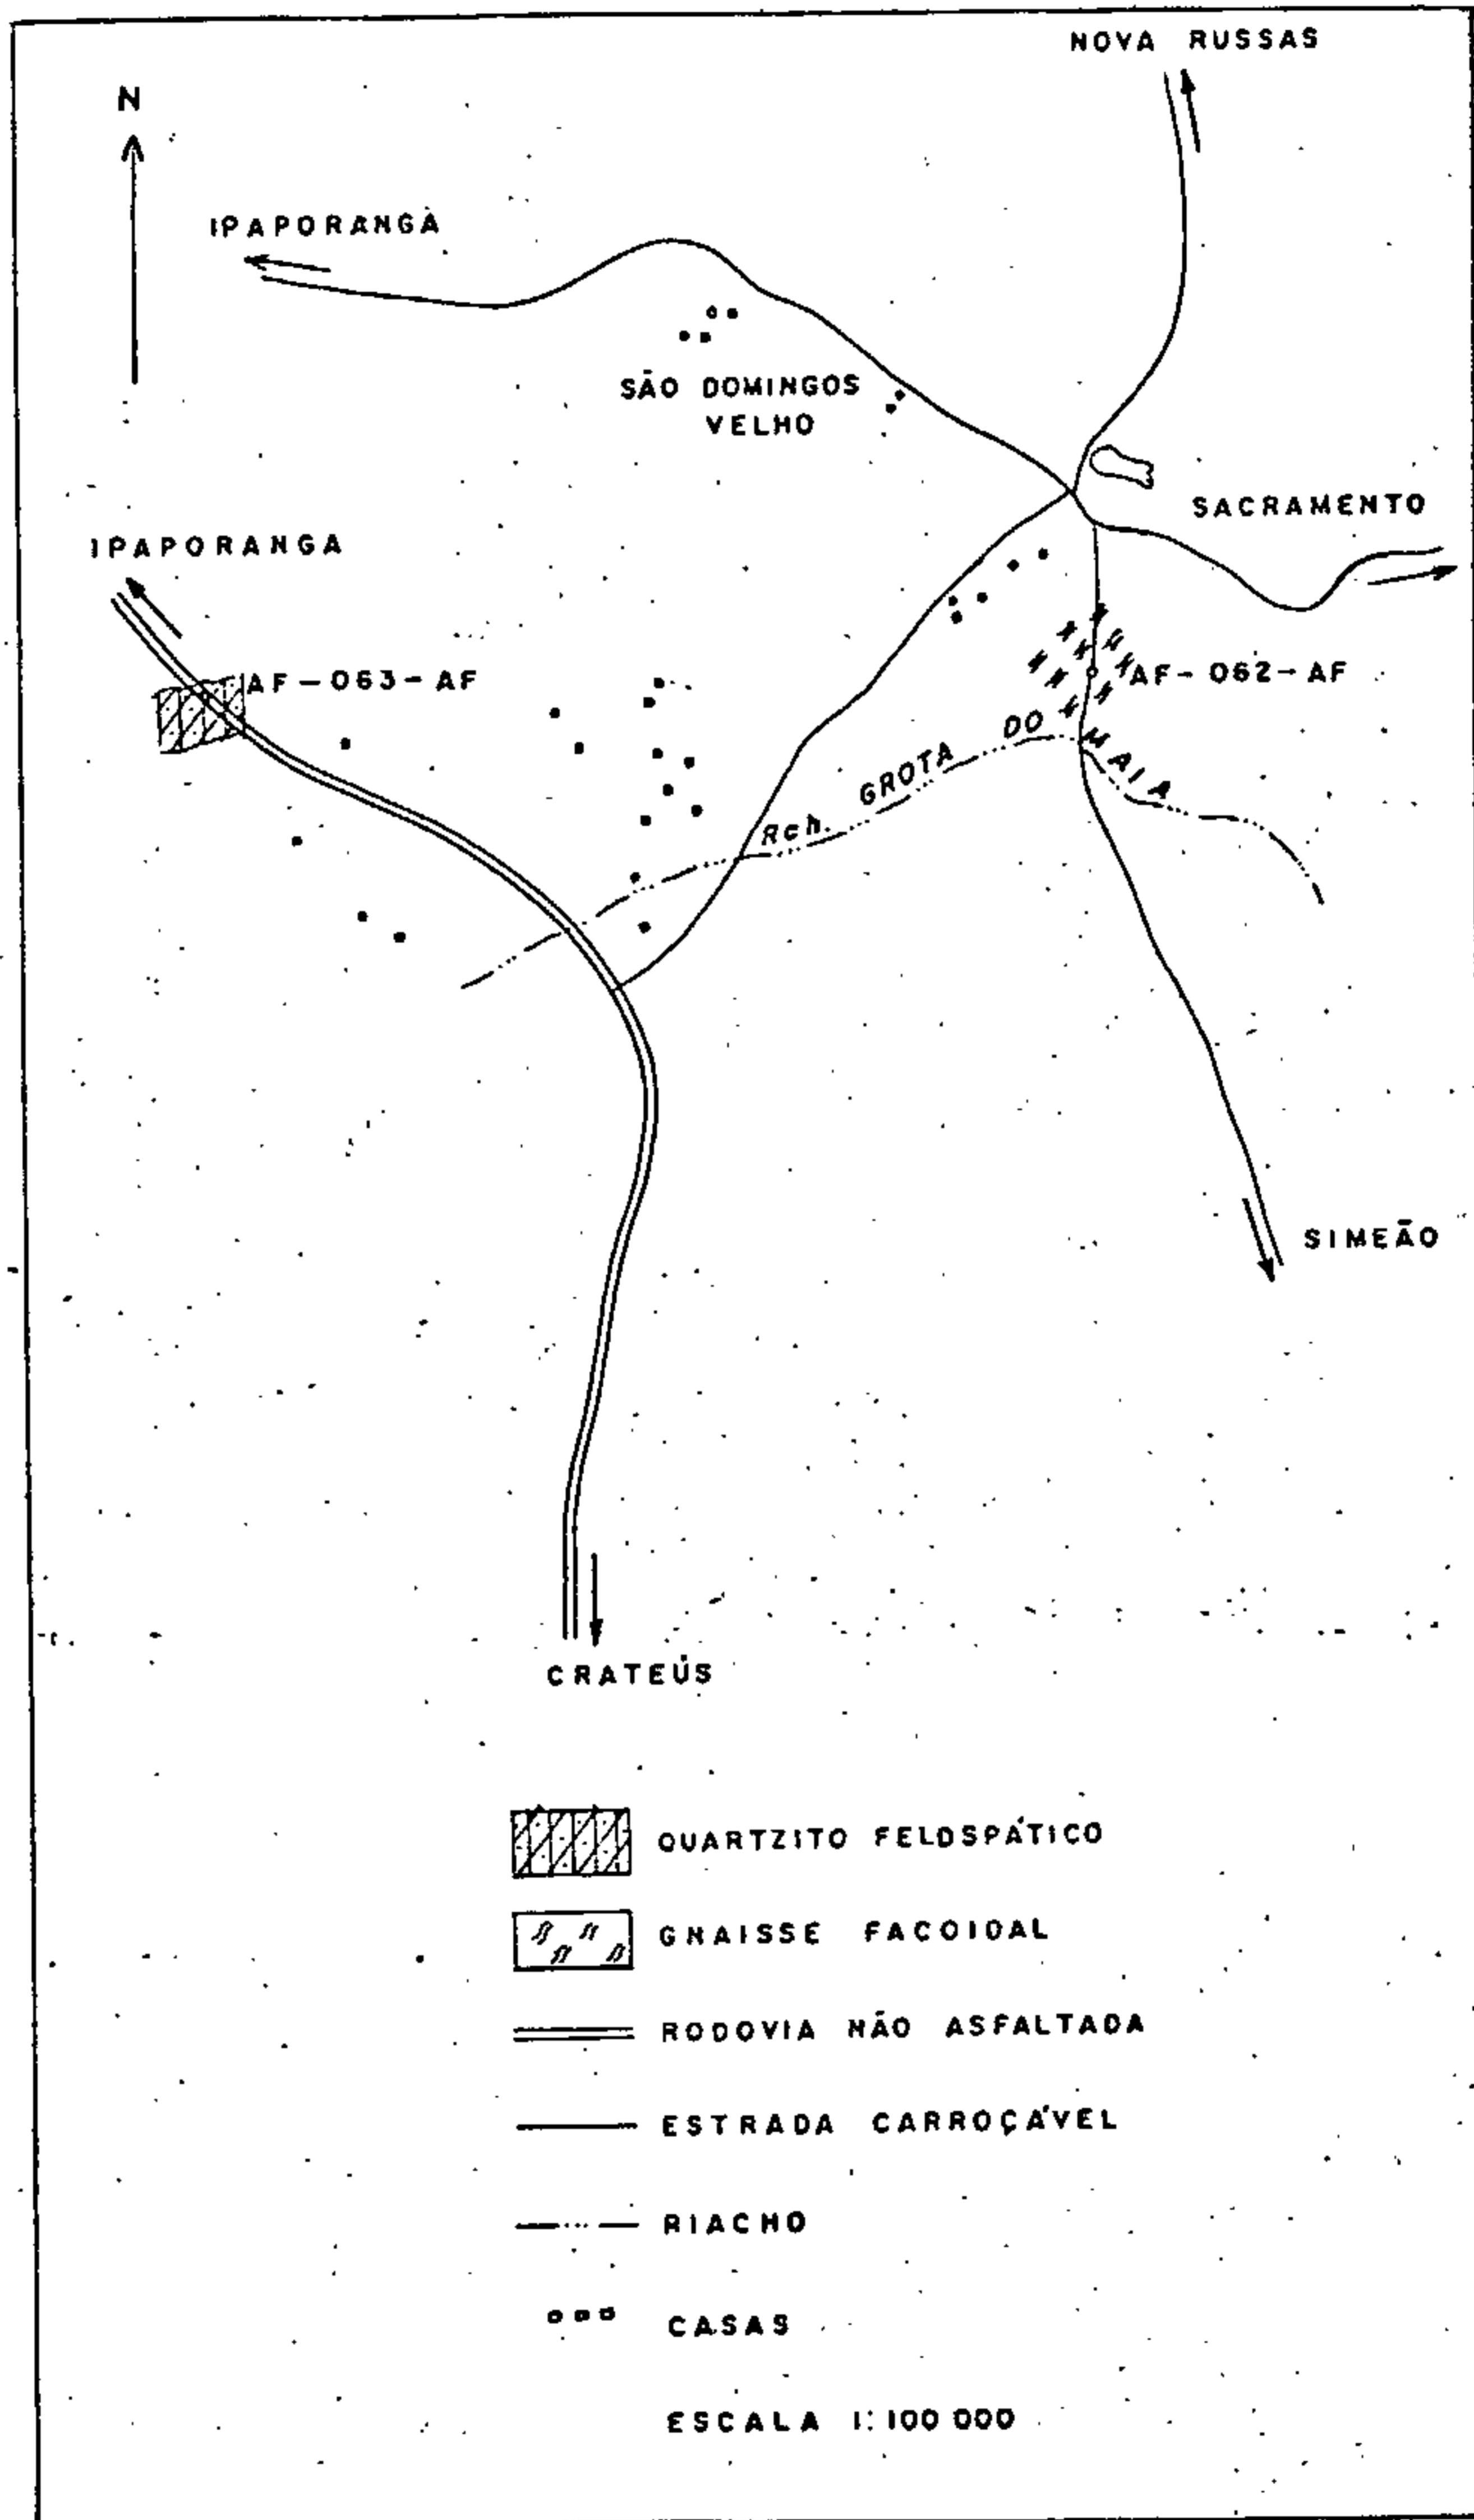 NOVA RUSSAS
N
IPAPORANGA
SÃO DOMINGOS
VELHO
SACRAMENTO
IPAPORANGA
AF-063-AF
AF-062-AF
Rch. GROTA DO MAIA
SIMEÃO
CRATEÚS
QUARTZITO FELDSPÁTICO
GNAISSE FACOIDAL
RODOVIA NÃO ASFALTADA
ESTRADA CARROÇÁVEL
RIACHO
CASAS
ESCALA 1:100 000